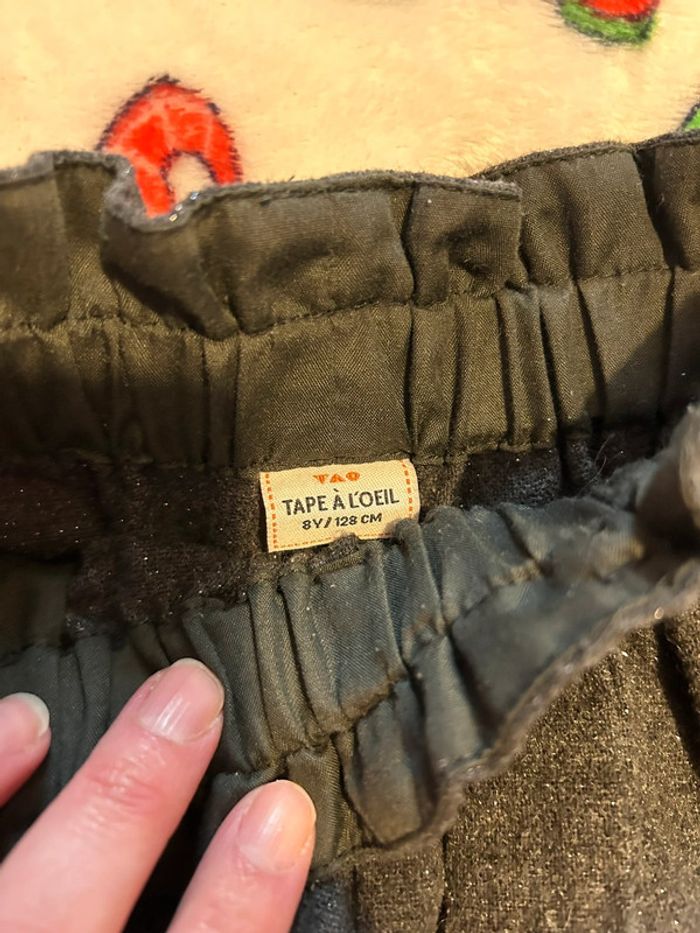 TAO
TAPE À L'OEIL
8Y/128 CM